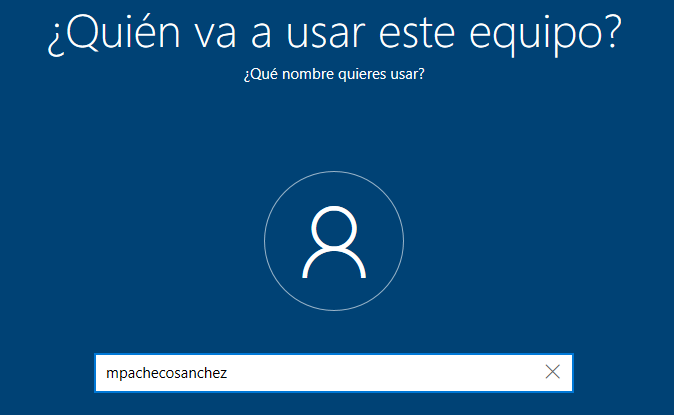 ¿Quién va a usar este equipo?
¿Qué nombre quieres usar?
mpachecosanchez